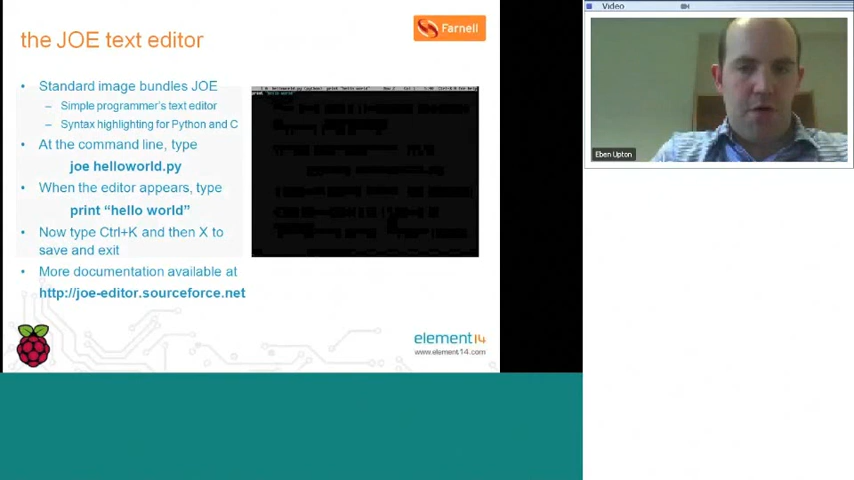 the JOE text editor
Farnell
• Standard image bundles JOE
– Simple programmer's text editor
– Syntax highlighting for Python and C
• At the command line, type
joe helloworld.py
• When the editor appears, type
print “hello world”
• Now type Ctrl+K and then X to
save and exit
• More documentation available at
http://joe-editor.sourceforce.net
element14
www.element14.com
Video
Eben Upton